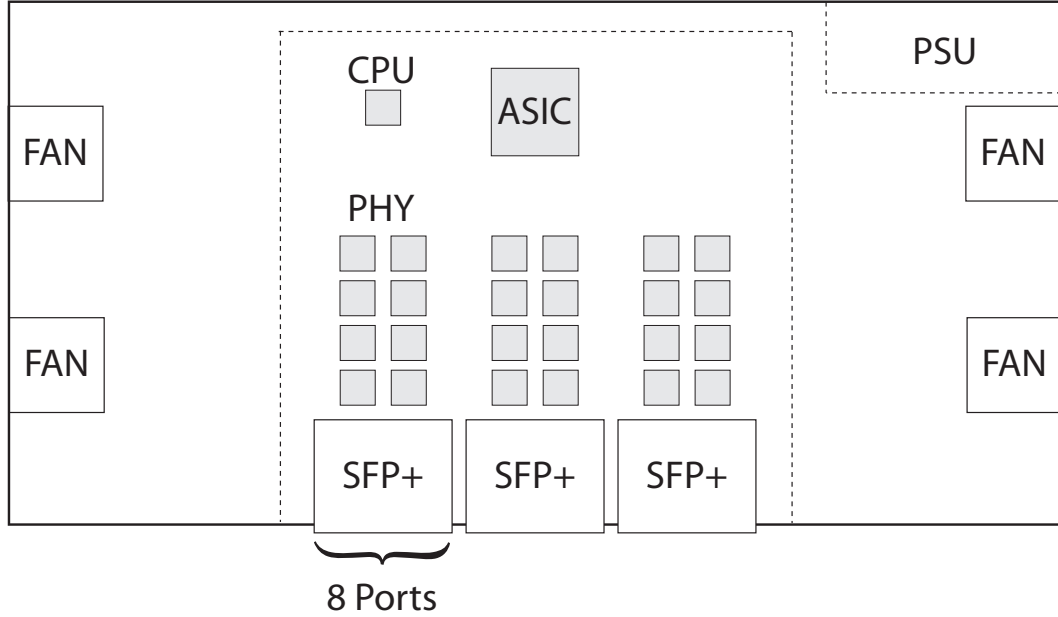 PSU
CPU
ASIC
FAN
FAN
PHY
FAN
FAN
SFP+
SFP+
SFP+
8 Ports